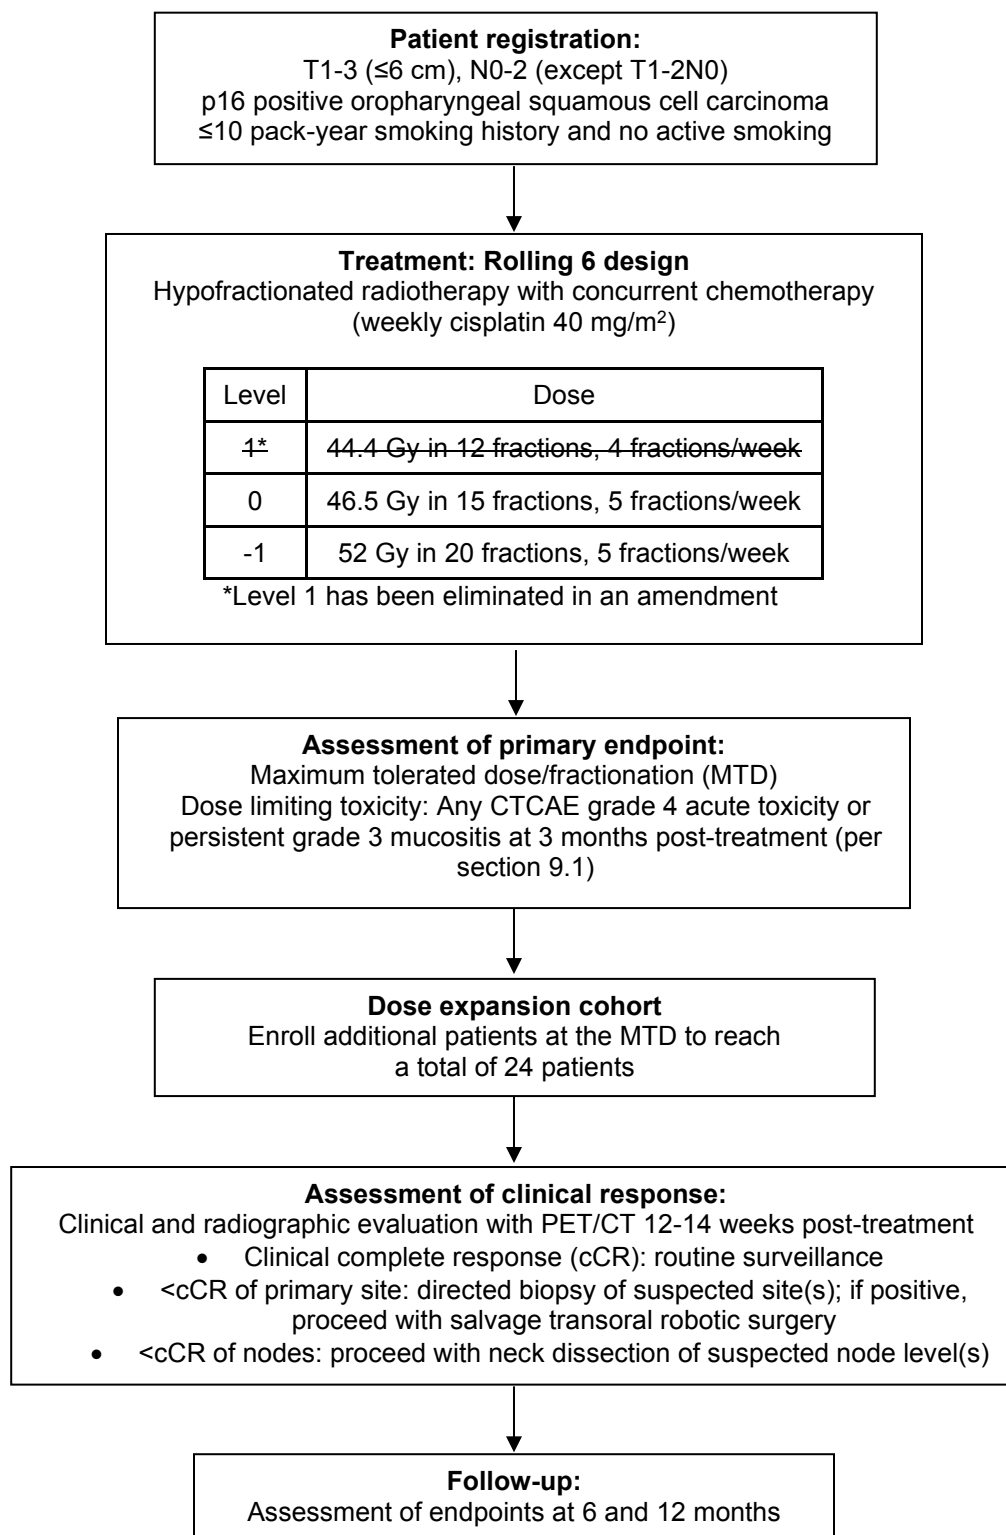 Patient registration:
T1-3 (≤6 cm), N0-2 (except T1-2N0)
p16 positive oropharyngeal squamous cell carcinoma
≤10 pack-year smoking history and no active smoking
Treatment: Rolling 6 design
Hypofractionated radiotherapy with concurrent chemotherapy
(weekly cisplatin 40 mg/m²)
Level Dose
1* 44.4 Gy in 12 fractions, 4 fractions/week
0 46.5 Gy in 15 fractions, 5 fractions/week
-1 52 Gy in 20 fractions, 5 fractions/week
*Level 1 has been eliminated in an amendment
Assessment of primary endpoint:
Maximum tolerated dose/fractionation (MTD)
Dose limiting toxicity: Any CTCAE grade 4 acute toxicity or
persistent grade 3 mucositis at 3 months post-treatment (per
section 9.1)
Dose expansion cohort
Enroll additional patients at the MTD to reach
a total of 24 patients
Assessment of clinical response:
Clinical and radiographic evaluation with PET/CT 12-14 weeks post-treatment
• Clinical complete response (cCR): routine surveillance
• <cCR of primary site: directed biopsy of suspected site(s); if positive,
proceed with salvage transoral robotic surgery
• <cCR of nodes: proceed with neck dissection of suspected node level(s)
Follow-up:
Assessment of endpoints at 6 and 12 months